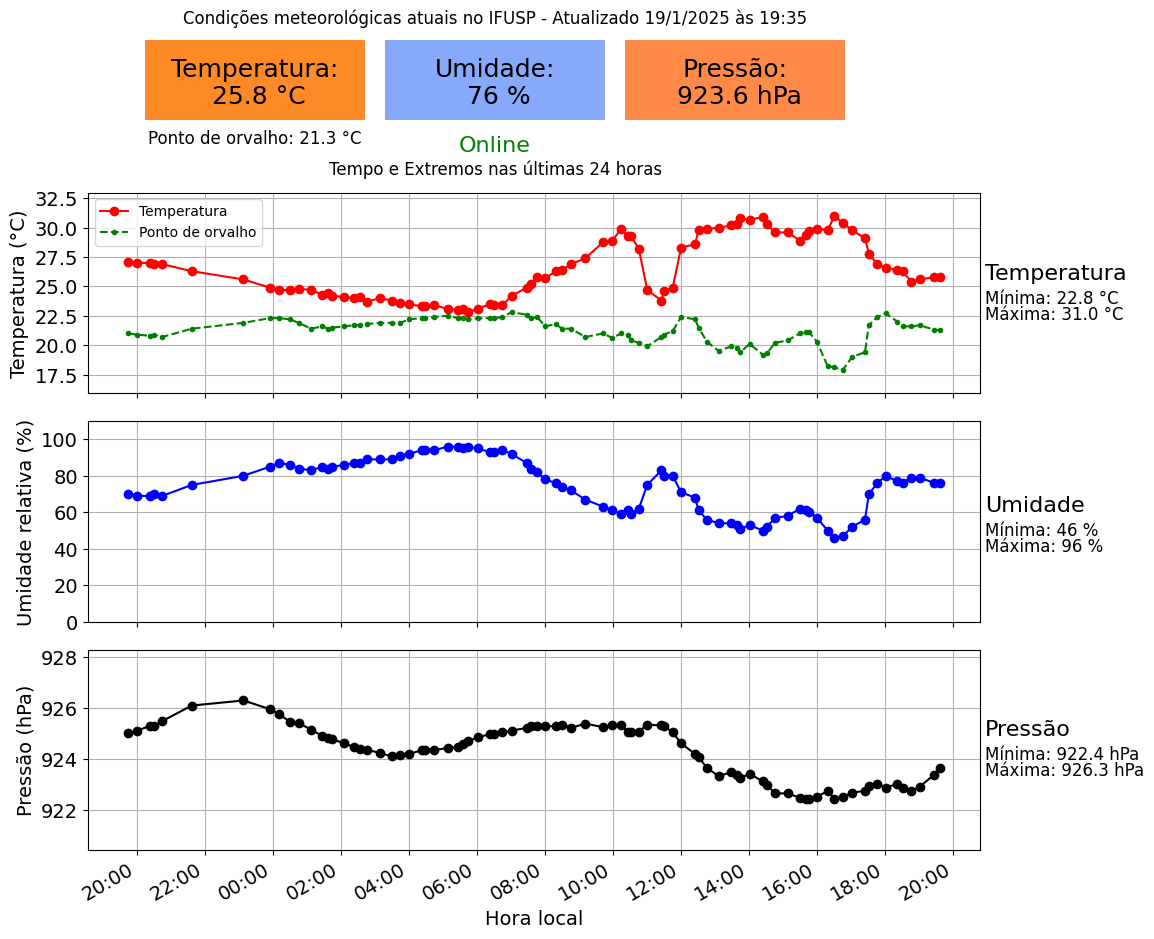 Condições meteorológicas atuais no IFUSP - Atualizado 19/1/2025 às 19:35
Temperatura:
25.8 °C
Umidade:
76 %
Pressão:
923.6 hPa
Ponto de orvalho: 21.3 °C
Online
Tempo e Extremos nas últimas 24 horas
Temperatura (°C)
32.5
30.0
27.5
25.0
22.5
20.0
17.5
Temperatura
Ponto de orvalho
Temperatura
Mínima: 22.8 °C
Máxima: 31.0 °C
Umidade relativa (%)
100
80
60
40
20
0
Umidade
Mínima: 46 %
Máxima: 96 %
Pressão (hPa)
928
926
924
922
Pressão
Mínima: 922.4 hPa
Máxima: 926.3 hPa
20:00 22:00 00:00 02:00 04:00 06:00 08:00 10:00 12:00 14:00 16:00 18:00 20:00
Hora local